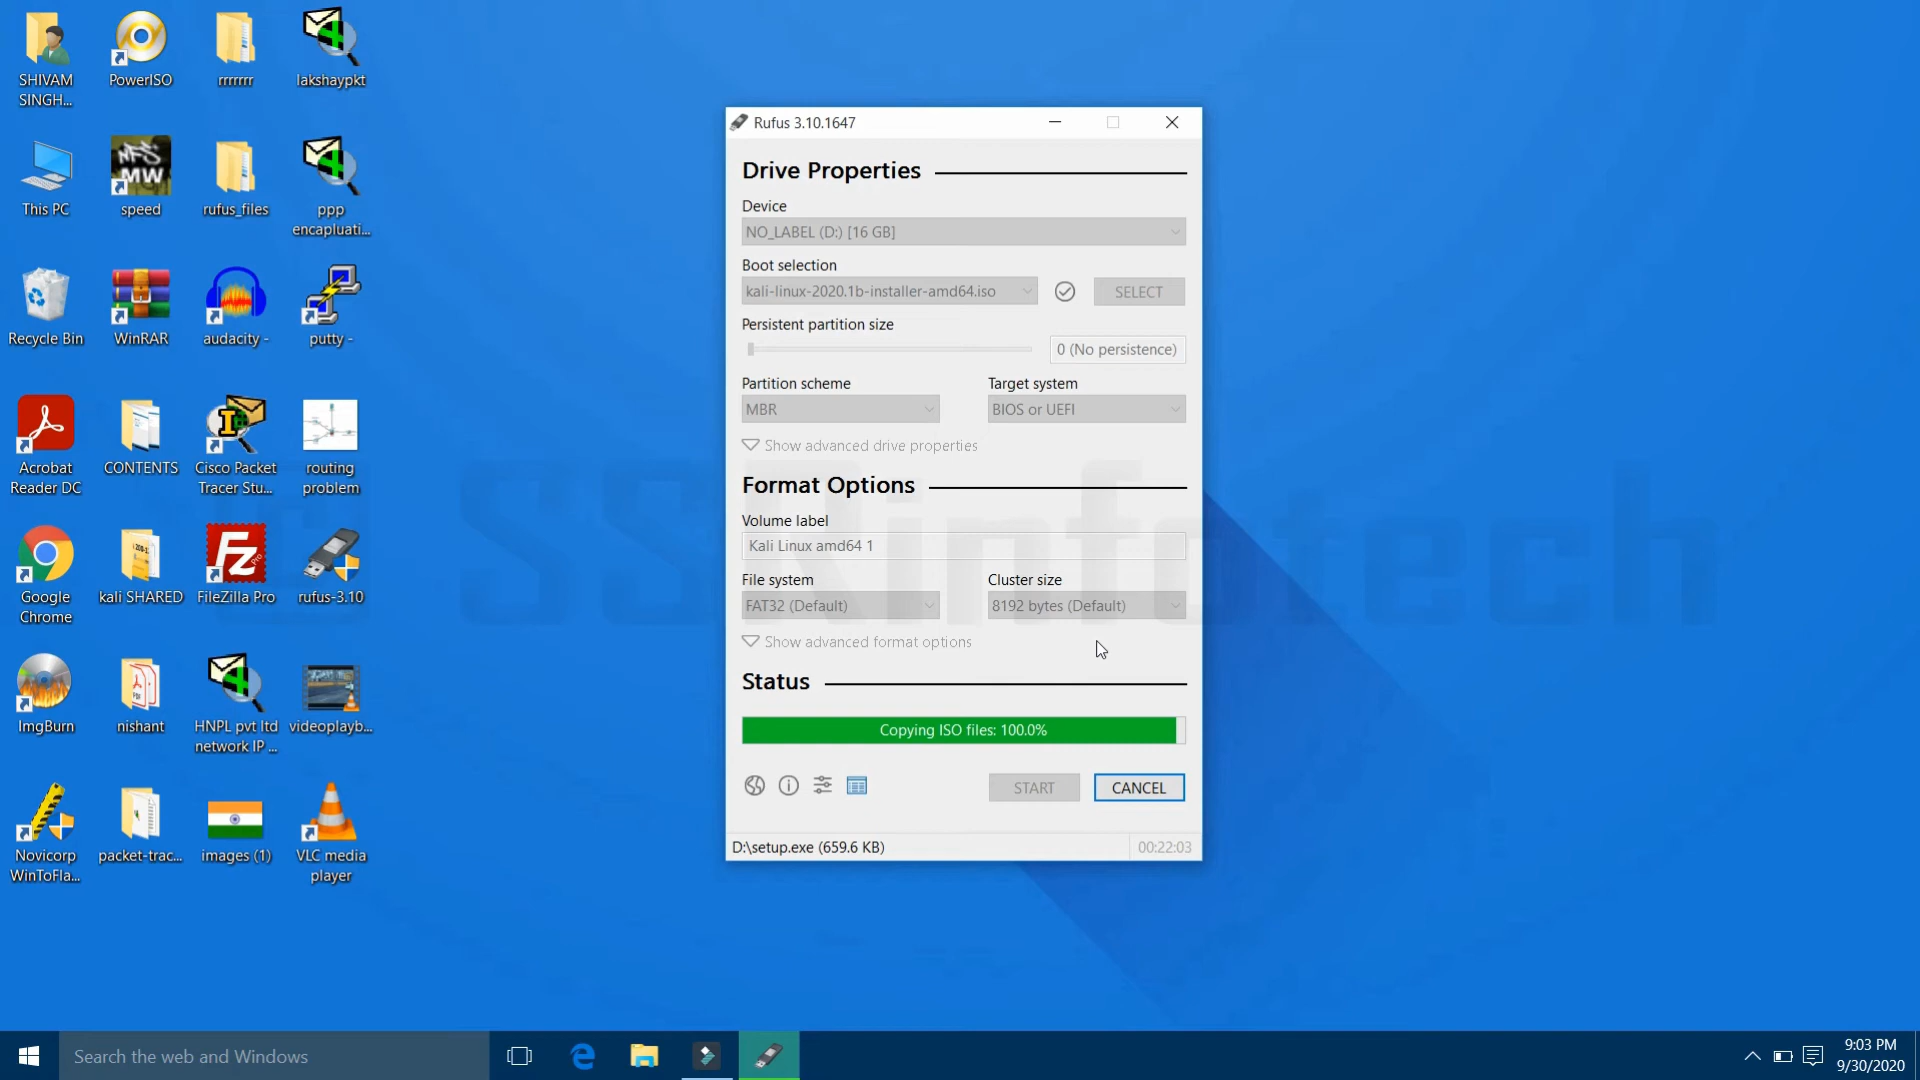 SHIVAM
SINGH...
PowerISO
rrrrrrr
lakshaypkt
This PC
NFS
MW
speed
rufus_files
ppp
encapluati...
Recycle Bin
WinRAR
audacity -
putty -
Acrobat
Reader DC
CONTENTS
Cisco Packet
Tracer Stu...
routing
problem
Google
Chrome
kali SHARED
Fz
Pro
FileZilla Pro
rufus-3.10
ImgBurn
PDF
nishant
HNPL pvt ltd
network IP ...
videoplayb...
Novicorp
WinToFla...
packet-trac...
images (1)
VLC media
player
Rufus 3.10.1647
Drive Properties
Device
NO_LABEL (D:) [16 GB]
Boot selection
kali-linux-2020.1b-installer-amd64.iso
SELECT
Persistent partition size
0 (No persistence)
Partition scheme
Target system
MBR
BIOS or UEFI
Show advanced drive properties
Format Options
Volume label
Kali Linux amd64 1
File system
Cluster size
FAT32 (Default)
8192 bytes (Default)
Show advanced format options
Status
Copying ISO files: 100.0%
START
CANCEL
D:\setup.exe (659.6 KB)
00:22:03
© SSRinfotech
Search the web and Windows
9:03 PM
9/30/2020